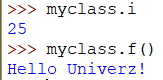 >>> myclass.i
25
>>> myclass.f()
Hello Univerz!